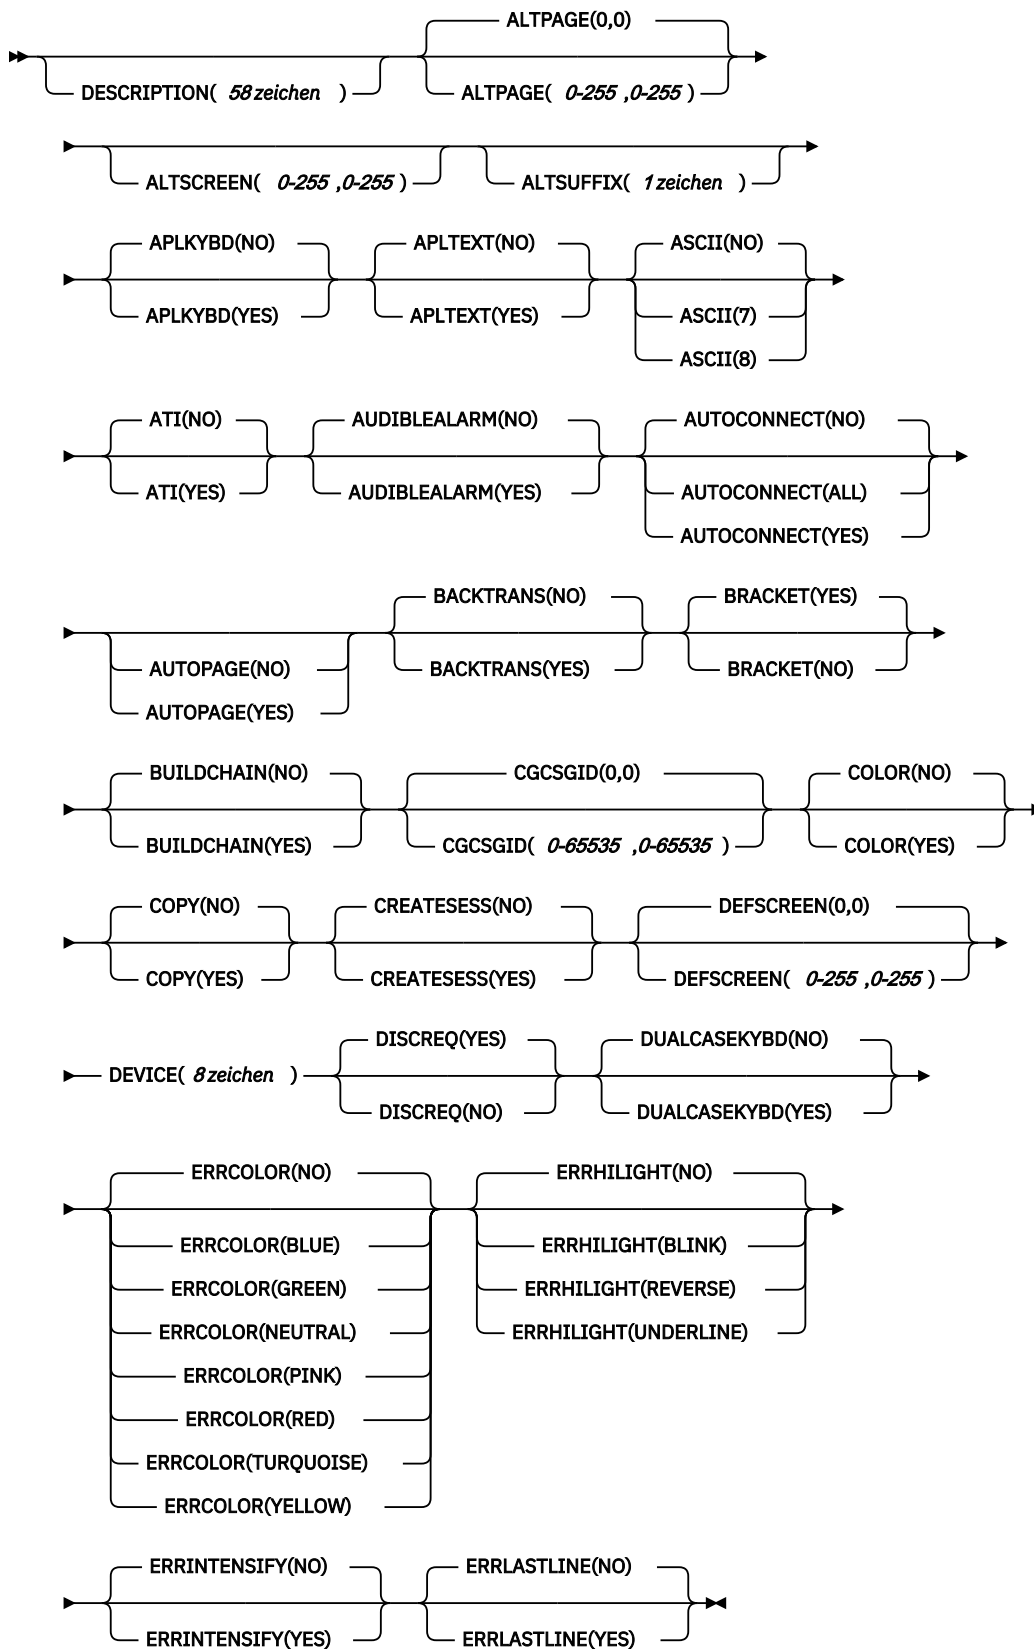 ALTPAGE(0,0)
DESCRIPTION( 58 zeichen ) ALTPAGE( 0-255 ,0-255 )
ALTSCREEN( 0-255 ,0-255 ) ALTSUFFIX( 1 zeichen )
APLKYBD(NO) APLTEXT(NO) ASCII(NO)
APLKYBD(YES) APLTEXT(YES) ASCII(7)
ASCII(8)
ATI(NO) AUDIBLEALARM(NO) AUTOCONNECT(NO)
ATI(YES) AUDIBLEALARM(YES) AUTOCONNECT(ALL)
AUTOCONNECT(YES)
BACKTRANS(NO) BRACKET(YES)
AUTOPAGE(NO) BACKTRANS(YES) BRACKET(NO)
AUTOPAGE(YES)
BUILDCHAIN(NO) CGCSGID(0,0) COLOR(NO)
BUILDCHAIN(YES) CGCSGID( 0-65535 ,0-65535 ) COLOR(YES)
COPY(NO) CREATESESS(NO) DEFSCREEN(0,0)
COPY(YES) CREATESESS(YES) DEFSCREEN( 0-255 ,0-255 )
DISCREQ(YES) DUALCASEKYBD(NO)
DEVICE( 8 zeichen )
DISCREQ(NO) DUALCASEKYBD(YES)
ERRCOLOR(NO) ERRHILIGHT(NO)
ERRCOLOR(BLUE) ERRHILIGHT(BLINK)
ERRCOLOR(GREEN) ERRHILIGHT(REVERSE)
ERRCOLOR(NEUTRAL) ERRHILIGHT(UNDERLINE)
ERRCOLOR(PINK)
ERRCOLOR(RED)
ERRCOLOR(TURQUOISE)
ERRCOLOR(YELLOW)
ERRINTENSIFY(NO) ERRLASTLINE(NO)
ERRINTENSIFY(YES) ERRLASTLINE(YES)